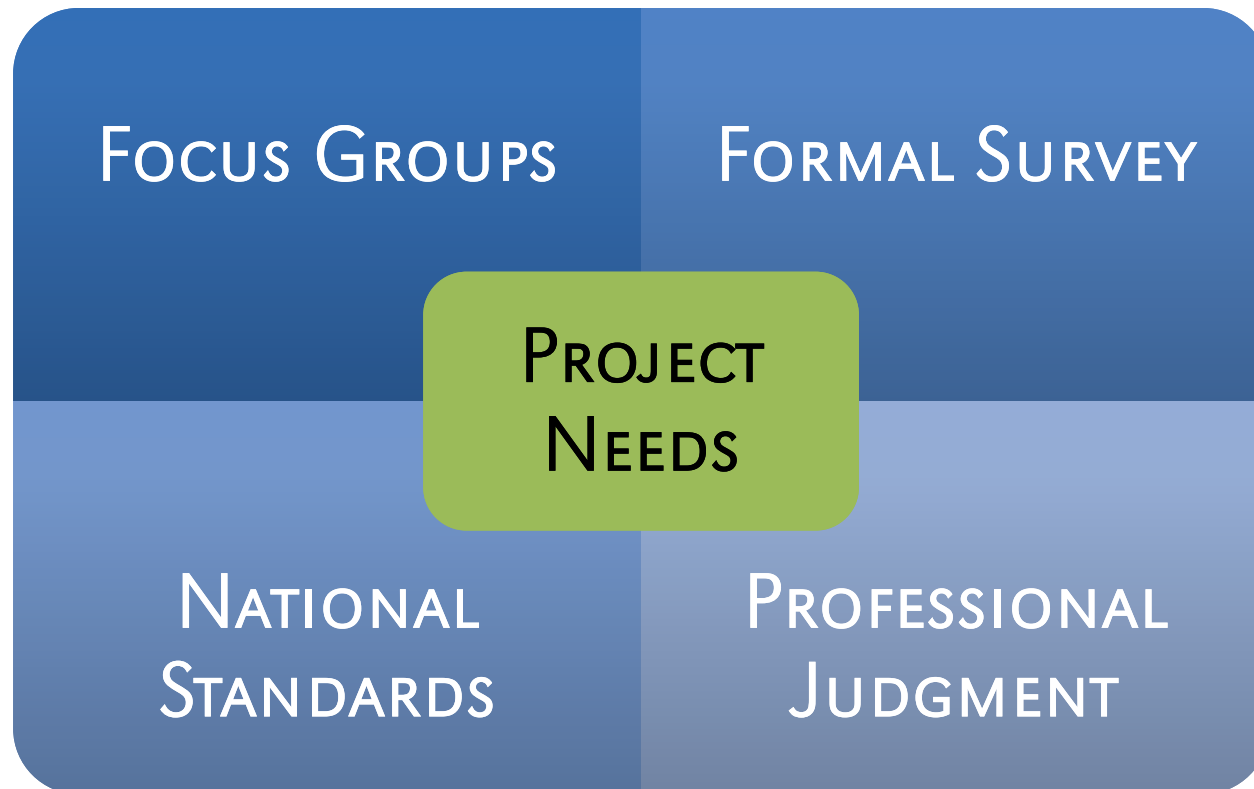 Focus Groups
Formal Survey
Project
Needs
National
Standards
Professional
Judgment